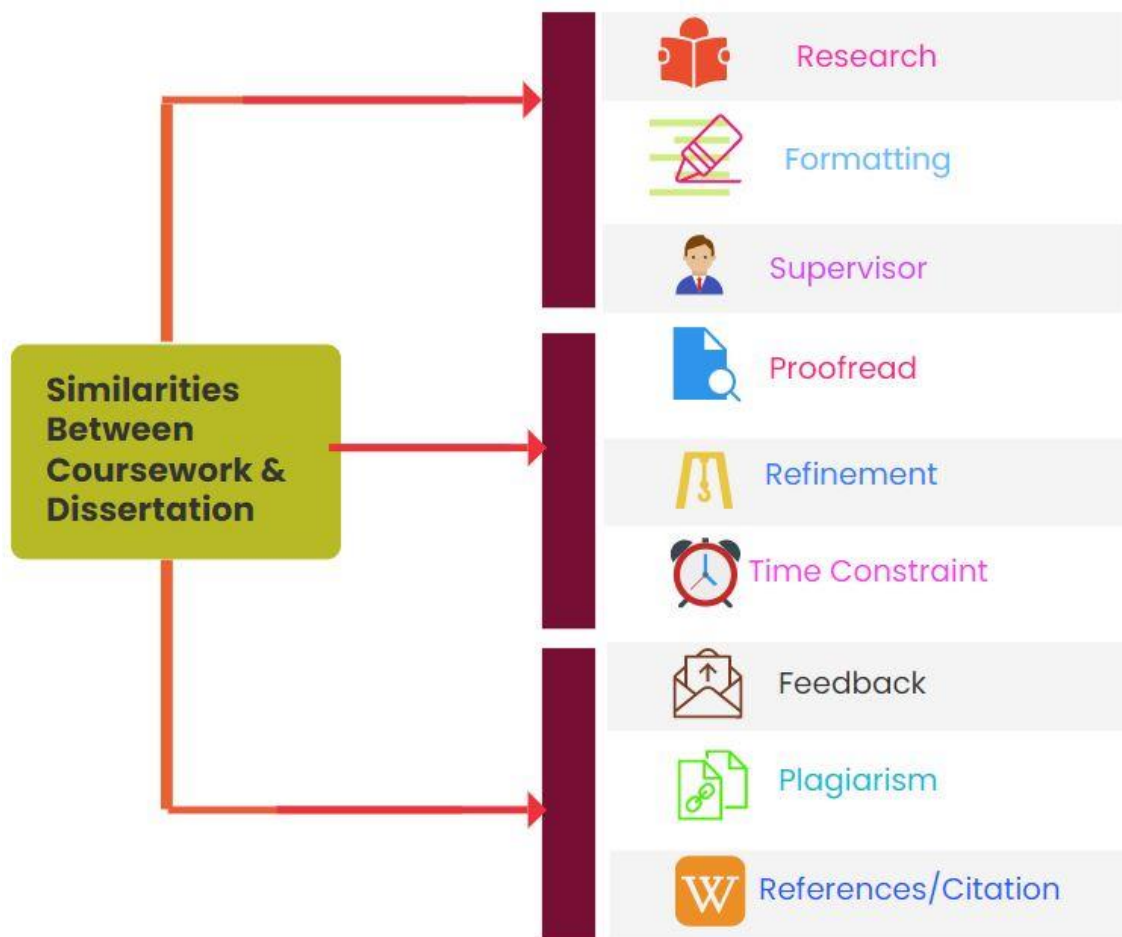 Research
Formatting
Supervisor
Similarities
Between
Coursework &
Dissertation
Proofread
Refinement
Time Constraint
Feedback
Plagiarism
W References/Citation